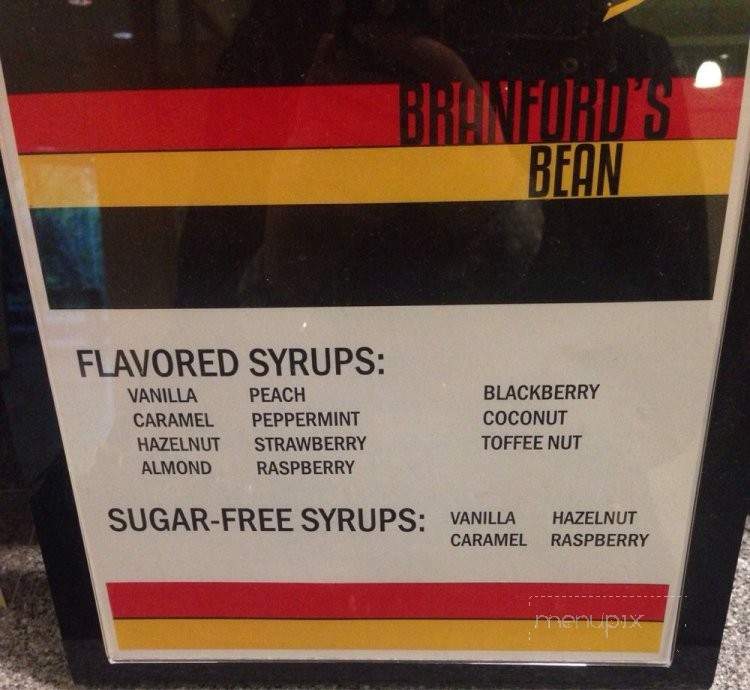 BRANFORD'S
BEAN
FLAVORED SYRUPS:
VANILLA PEACH BLACKBERRY
CARAMEL PEPPERMINT COCONUT
HAZELNUT STRAWBERRY TOFFEE NUT
ALMOND RASPBERRY
SUGAR-FREE SYRUPS: VANILLA HAZELNUT
CARAMEL RASPBERRY
menupix